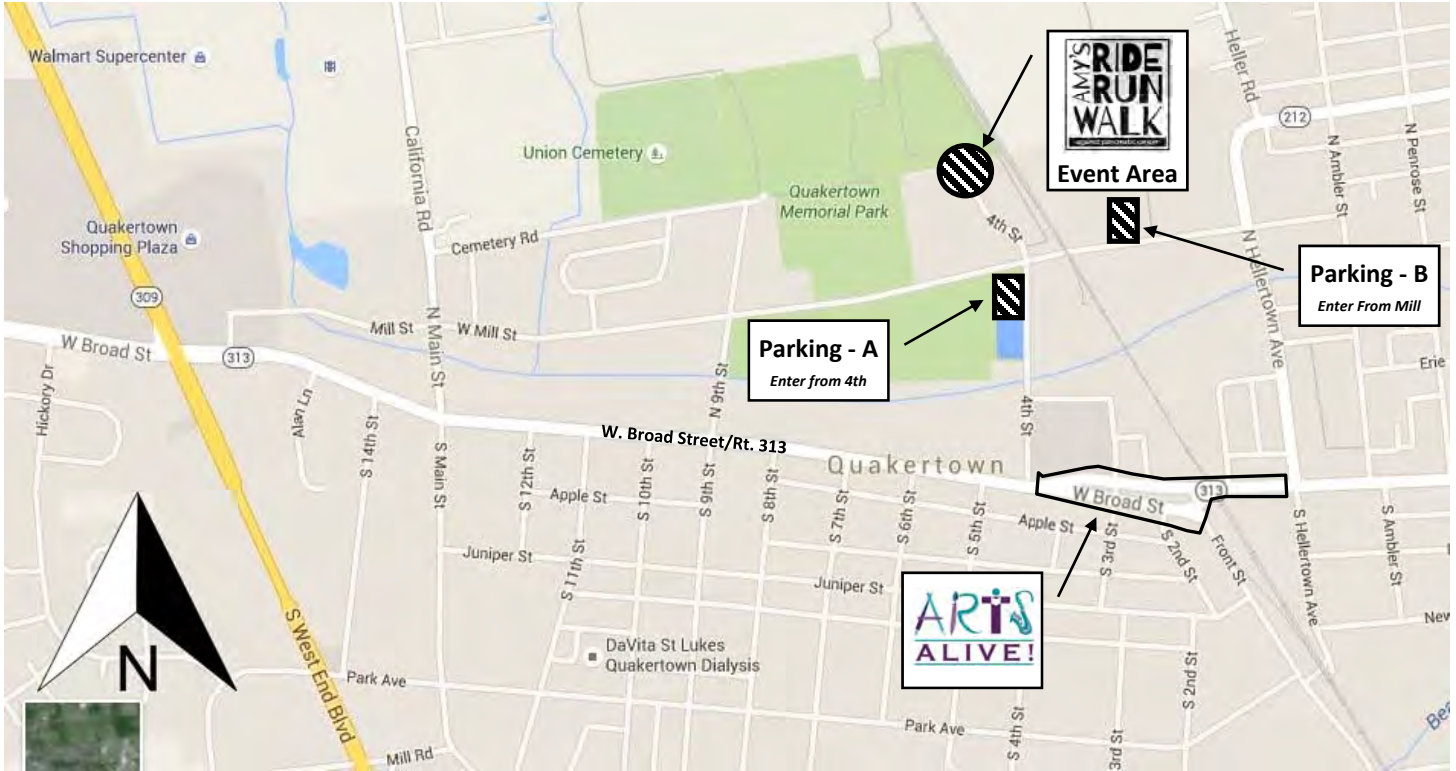 Walmart Supercenter
California Rd
Union Cemetery
AMY'S
RIDE
RUN
WALK
against pancreatic cancer
Event Area
Heller Rd
212
N Ambler St
N Penrose St
Quakertown
Memorial Park
Quakertown
Shopping Plaza
Cemetery Rd
4th St
N Hellertown Ave
Parking - B
Enter From Mill
309
N Main St
Mill St
W Mill St
Parking - A
Enter from 4th
W Broad St
313
Hickory Dr
Alan Ln
S 14th St
N 9th St
4th St
Erie
W. Broad Street/Rt. 313
Quakertown
S Main St
S 12th St
Apple St
S 10th St
S 9th St
S 8th St
S 7th St
S 6th St
S 5th St
W Broad St
313
Apple St
S 3rd St
S 2nd St
Front St
S Hellertown Ave
S Ambler St
Juniper St
S 11th St
Juniper St
ARTS
ALIVE!
New
N
S West End Blvd
DaVita St Lukes
Quakertown Dialysis
Park Ave
Park Ave
S 4th St
3rd St
S 2nd St
Bea
Mill Rd